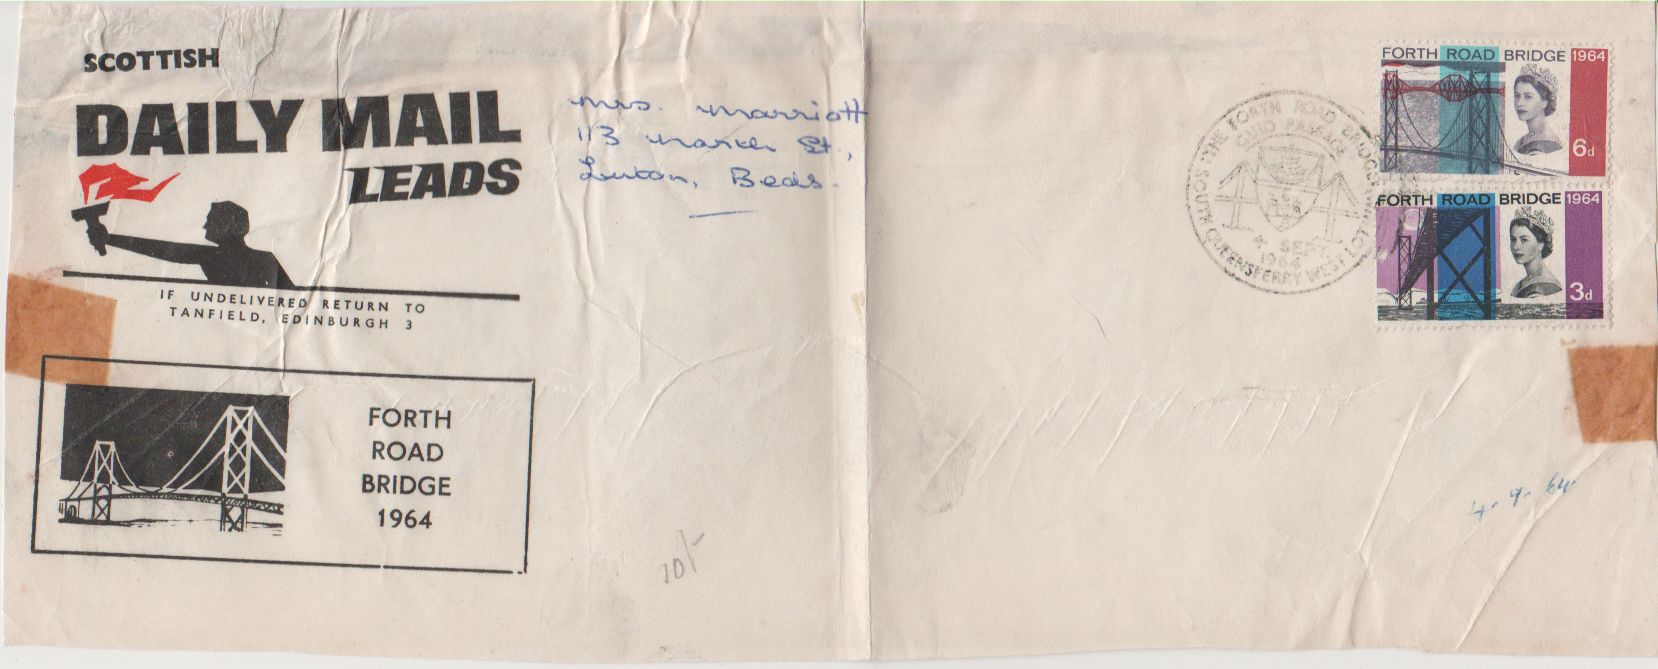 SCOTTISH
DAILY MAIL
LEADS
IF UNDELIVERED RETURN TO
TANFIELD, EDINBURGH 3
FORTH
ROAD
BRIDGE
1964
Mrs. Marriott
113 St.,
Luton, Beds.
10/-
THE FORTH ROAD BRIDGE
GUID PASSAGE
4 SEPT
1964
SOUTH QUEENSFERRY WEST LOTHIAN
FORTH ROAD BRIDGE 1964
6d
FORTH ROAD BRIDGE 1964
3d
4. 9. 64.